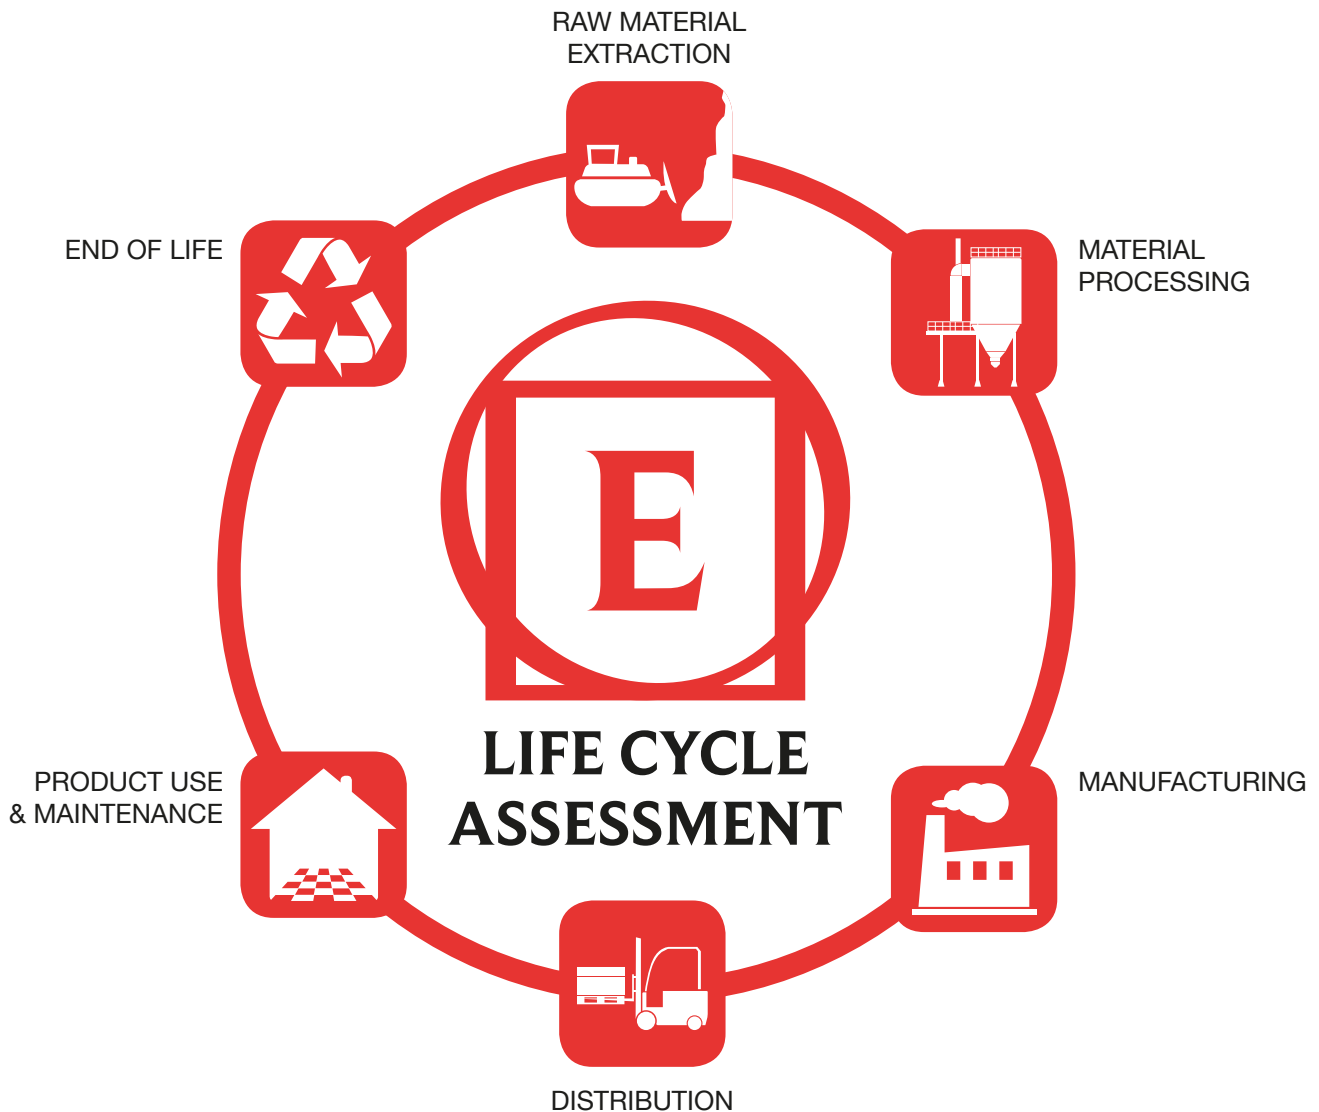 RAW MATERIAL
EXTRACTION
MATERIAL
PROCESSING
MANUFACTURING
DISTRIBUTION
PRODUCT USE
& MAINTENANCE
END OF LIFE
E
LIFE CYCLE
ASSESSMENT